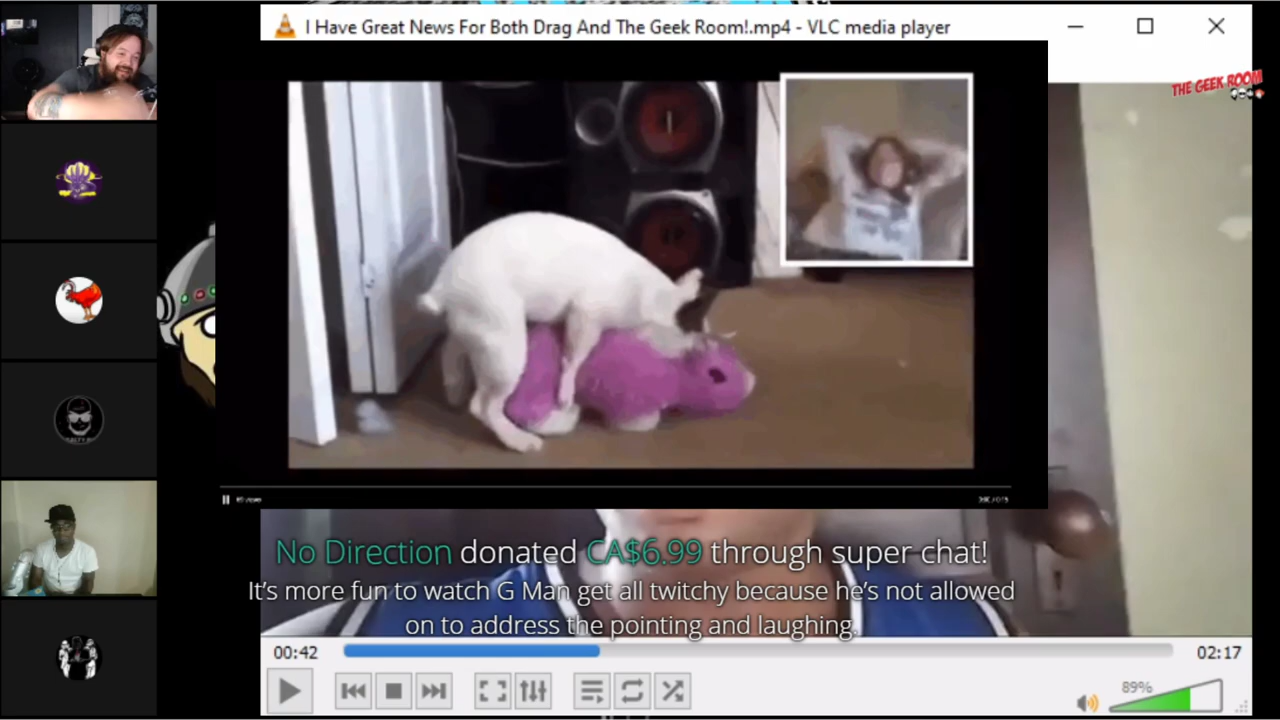 I Have Great News For Both Drag And The Geek Room!.mp4 - VLC media player
THE GEEK ROOM
No Direction donated CA$6.99 through super chat!
It's more fun to watch G Man get all twitchy because he's not allowed
on to address the pointing and laughing.
00:42
02:17
89%